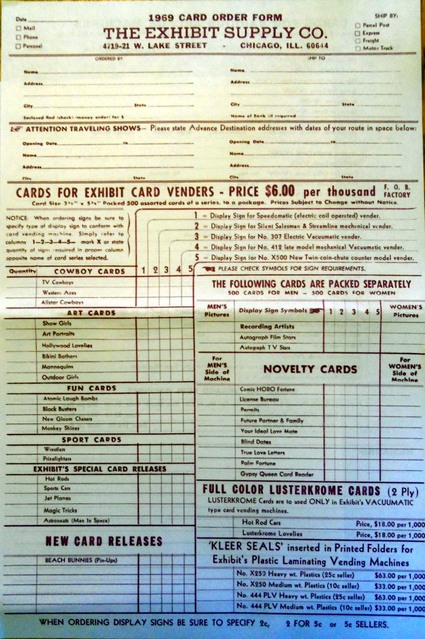 1969 CARD ORDER FORM
THE EXHIBIT SUPPLY CO.
4719-21 W. LAKE STREET - CHICAGO, ILL. 60644
Date
Mail
Phone
Personal
SHIP BY:
Parcel Post
Express
Freight
Motor Truck
ORDERED BY
SHIP TO
Name
Name
Address
Address
City State
City State
Enclosed find (check) (money order) for $
Name of Bank (if required)
ATTENTION TRAVELING SHOWS— Please state Advance Destination addresses with dates of your route in space below:
Opening Date to
Opening Date to
Name
Name
Address
Address
City State
City State
CARDS FOR EXHIBIT CARD VENDERS - PRICE $6.00 per thousand F. O. B. FACTORY
Card Size 3⅜" x 5⅜" Packed 500 assorted cards of a series, to a package. Prices Subject to Change without Notice.
NOTICE: When ordering signs be sure to
specify type of display sign to conform with
card vending machine. Simply refer to
columns 1—2—3—4—5— mark X or state
quantity of signs required in proper column
opposite name of card series selected.
1 = Display Sign for Speedomatic (electric coil operated) vender.
2 = Display Sign for Silent Salesman & Streamline mechanical vender.
3 = Display Sign for No. 307 Electric Vacuumatic vender.
4 = Display Sign for No. 412 late model mechanical Vacuumatic vender.
5 = Display Sign for No. X500 New Twin coin-chute counter model vender.
PLEASE CHECK SYMBOLS FOR SIGN REQUIREMENTS.
Quantity COWBOY CARDS 1 2 3 4 5
TV Cowboys
Western Aces
Allstar Cowboys
ART CARDS
Show Girls
Art Portraits
Hollywood Lovelies
Bikini Bathers
Mannequins
Outdoor Girls
FUN CARDS
Atomic Laugh Bombs
Block Busters
New Gloom Chasers
Monkey Shines
SPORT CARDS
Wrestlers
Prizefighters
EXHIBIT'S SPECIAL CARD RELEASES
Hot Rods
Sports Cars
Jet Planes
Magic Tricks
Astronauts (Man In Space)
NEW CARD RELEASES
BEACH BUNNIES (Pin-Ups)
THE FOLLOWING ARE PACKED SEPARATELY
500 CARDS FOR MEN - 500 CARDS FOR WOMEN
MEN'S Pictures
Display Sign Symbols 1 2 3 4 5
WOMEN'S Pictures
Recording Artists
Autograph Film Stars
Autograph T V Stars
For MEN'S Side of Machine
NOVELTY CARDS
For WOMEN'S Side of Machine
Comic HOBO Fortune
License Bureau
Permits
Future Partner & Family
Your Ideal Love Mate
Blind Dates
True Love Letters
Palm Fortune
Gypsy Queen Card Reader
FULL COLOR LUSTERKROME CARDS (2 Ply)
LUSTERKROME Cards are to used ONLY in Exhibit's VACUUMATIC
type card vending machines.
Hot Rod Cars Price, $18.00 per 1,000
Lusterkrome Lovelies Price, $18.00 per 1,000
'KLEER SEALS' inserted in Printed Folders for
Exhibit's Plastic Laminating Vending Machines
No. X250 Heavy wt. Plastics (25c seller) $63.00 per 1,000
No. X250 Medium wt. Plastics (10c seller) $33.00 per 1,000
No. 444 PLV Heavy wt. Plastics (25c seller) $63.00 per 1,000
No. 444 PLV Medium wt. Plastics (10c seller) $33.00 per 1,000
WHEN ORDERING DISPLAY SIGNS BE SURE TO SPECIFY 2c, 2 FOR 5c OR 5c SELLERS.